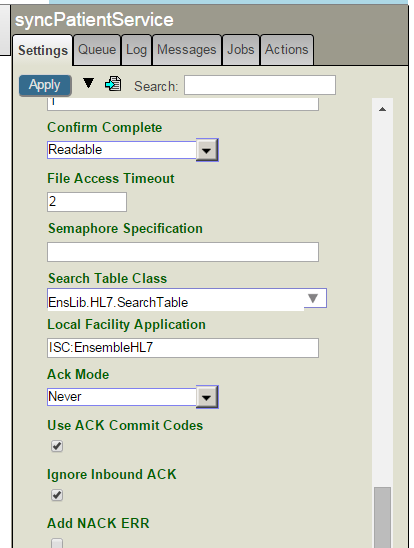 syncPatientService
Settings Queue Log Messages Jobs Actions
Apply Search:
Confirm Complete
Readable
File Access Timeout
2
Semaphore Specification
Search Table Class
EnsLib.HL7.SearchTable
Local Facility Application
ISC:EnsembleHL7
Ack Mode
Never
Use ACK Commit Codes
Ignore Inbound ACK
Add NACK ERR